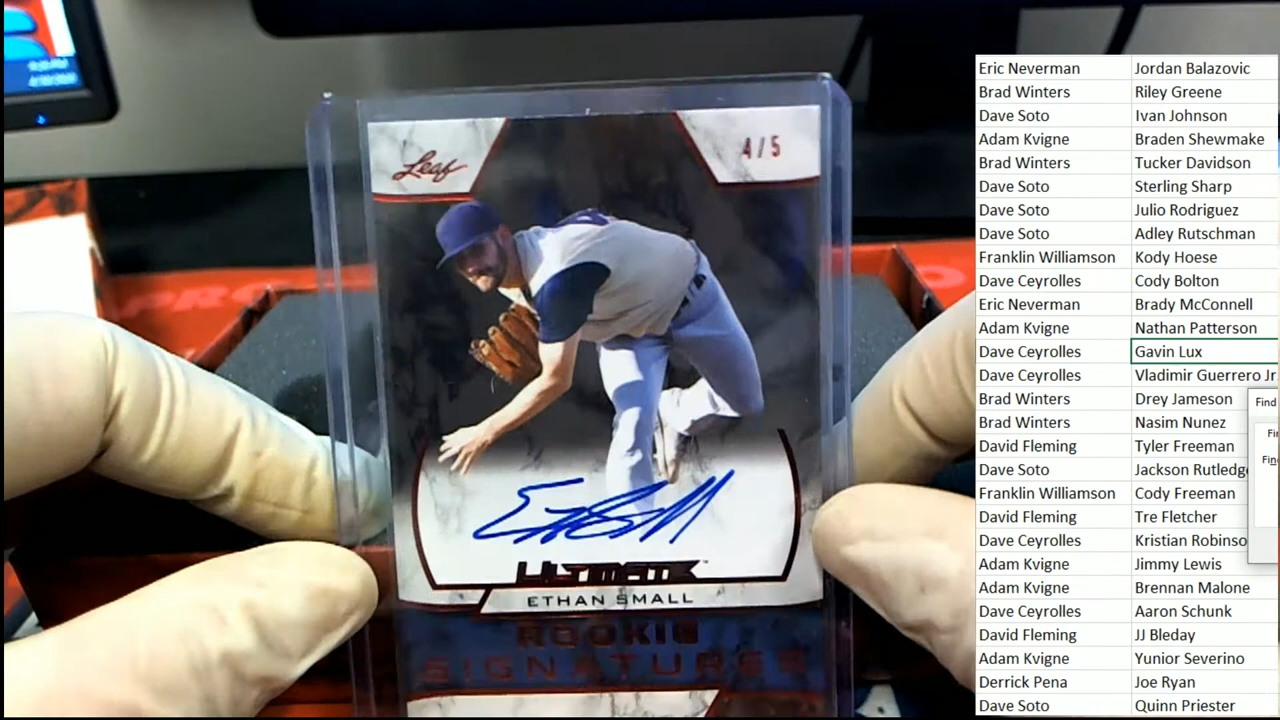 Leaf
4/5
ULTIMATE
ETHAN SMALL
ROOKIE
SIGNATURES
PRO
Eric Neverman Jordan Balazovic
Brad Winters Riley Greene
Dave Soto Ivan Johnson
Adam Kvigne Braden Shewmake
Brad Winters Tucker Davidson
Dave Soto Sterling Sharp
Dave Soto Julio Rodriguez
Dave Soto Adley Rutschman
Franklin Williamson Kody Hoese
Dave Ceyrolles Cody Bolton
Eric Neverman Brady McConnell
Adam Kvigne Nathan Patterson
Dave Ceyrolles Gavin Lux
Dave Ceyrolles Vladimir Guerrero Jr
Brad Winters Drey Jameson
Brad Winters Nasim Nunez
David Fleming Tyler Freeman
Dave Soto Jackson Rutledg
Franklin Williamson Cody Freeman
David Fleming Tre Fletcher
Dave Ceyrolles Kristian Robinso
Adam Kvigne Jimmy Lewis
Adam Kvigne Brennan Malone
Dave Ceyrolles Aaron Schunk
David Fleming JJ Bleday
Adam Kvigne Yunior Severino
Derrick Pena Joe Ryan
Dave Soto Quinn Priester
Find